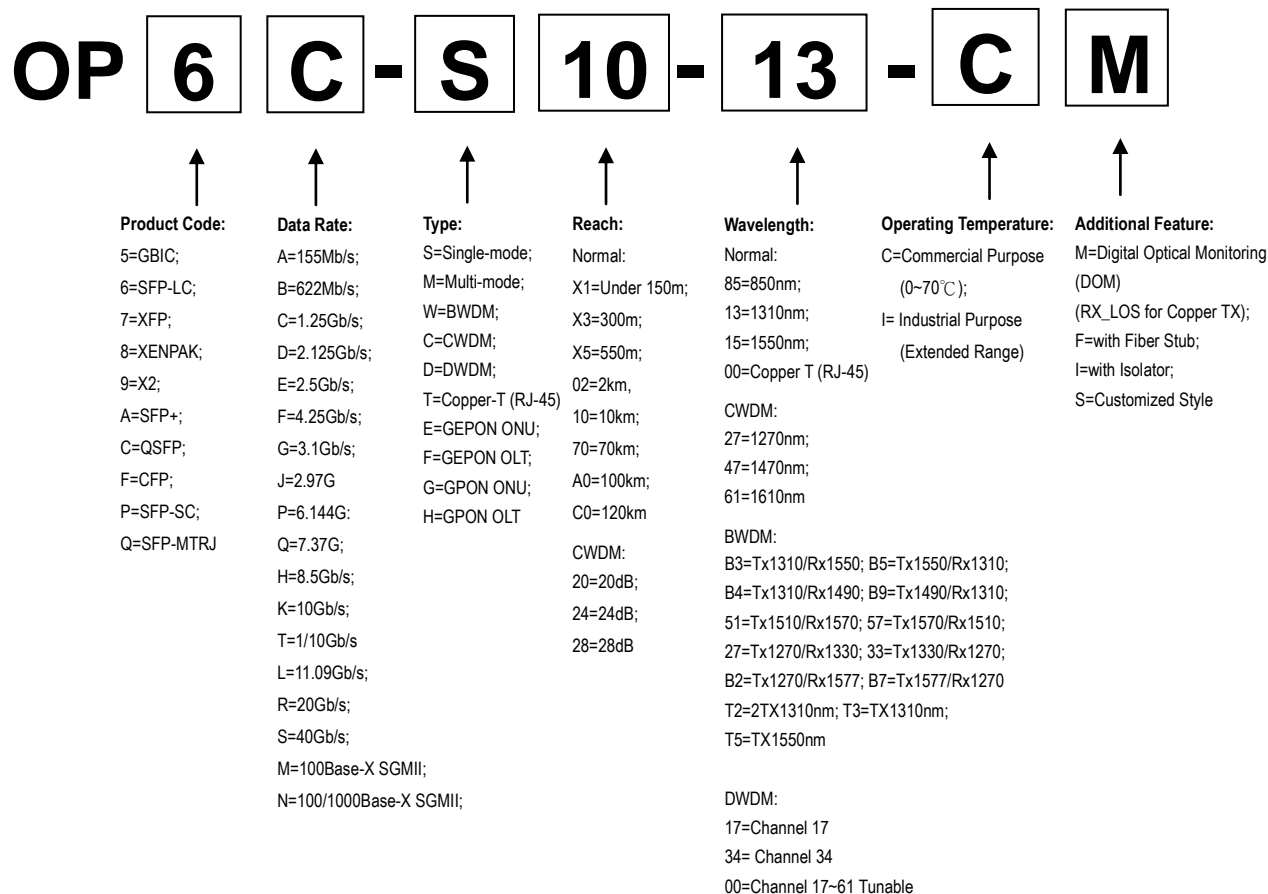 OP 6 C - S 10 - 13 - C M
Product Code:
5=GBIC;
6=SFP-LC;
7=XFP;
8=XENPAK;
9=X2;
A=SFP+;
C=QSFP;
F=CFP;
P=SFP-SC;
Q=SFP-MTRJ
Data Rate:
A=155Mb/s;
B=622Mb/s;
C=1.25Gb/s;
D=2.125Gb/s;
E=2.5Gb/s;
F=4.25Gb/s;
G=3.1Gb/s;
J=2.97G
P=6.144G:
Q=7.37G;
H=8.5Gb/s;
K=10Gb/s;
T=1/10Gb/s
L=11.09Gb/s;
R=20Gb/s;
S=40Gb/s;
M=100Base-X SGMII;
N=100/1000Base-X SGMII;
Type:
S=Single-mode;
M=Multi-mode;
W=BWDM;
C=CWDM;
D=DWDM;
T=Copper-T (RJ-45)
E=GEPON ONU;
F=GEPON OLT;
G=GPON ONU;
H=GPON OLT
Reach:
Normal:
X1=Under 150m;
X3=300m;
X5=550m;
02=2km,
10=10km;
70=70km;
A0=100km;
C0=120km
CWDM:
20=20dB;
24=24dB;
28=28dB
Wavelength:
Normal:
85=850nm;
13=1310nm;
15=1550nm;
00=Copper T (RJ-45)
CWDM:
27=1270nm;
47=1470nm;
61=1610nm
BWDM:
B3=Tx1310/Rx1550; B5=Tx1550/Rx1310;
B4=Tx1310/Rx1490; B9=Tx1490/Rx1310;
51=Tx1510/Rx1570; 57=Tx1570/Rx1510;
27=Tx1270/Rx1330; 33=Tx1330/Rx1270;
B2=Tx1270/Rx1577; B7=Tx1577/Rx1270
T2=2TX1310nm; T3=TX1310nm;
T5=TX1550nm
DWDM:
17=Channel 17
34= Channel 34
00=Channel 17~61 Tunable
Operating Temperature:
C=Commercial Purpose
(0~70℃);
I= Industrial Purpose
(Extended Range)
Additional Feature:
M=Digital Optical Monitoring
(DOM)
(RX_LOS for Copper TX);
F=with Fiber Stub;
I=with Isolator;
S=Customized Style